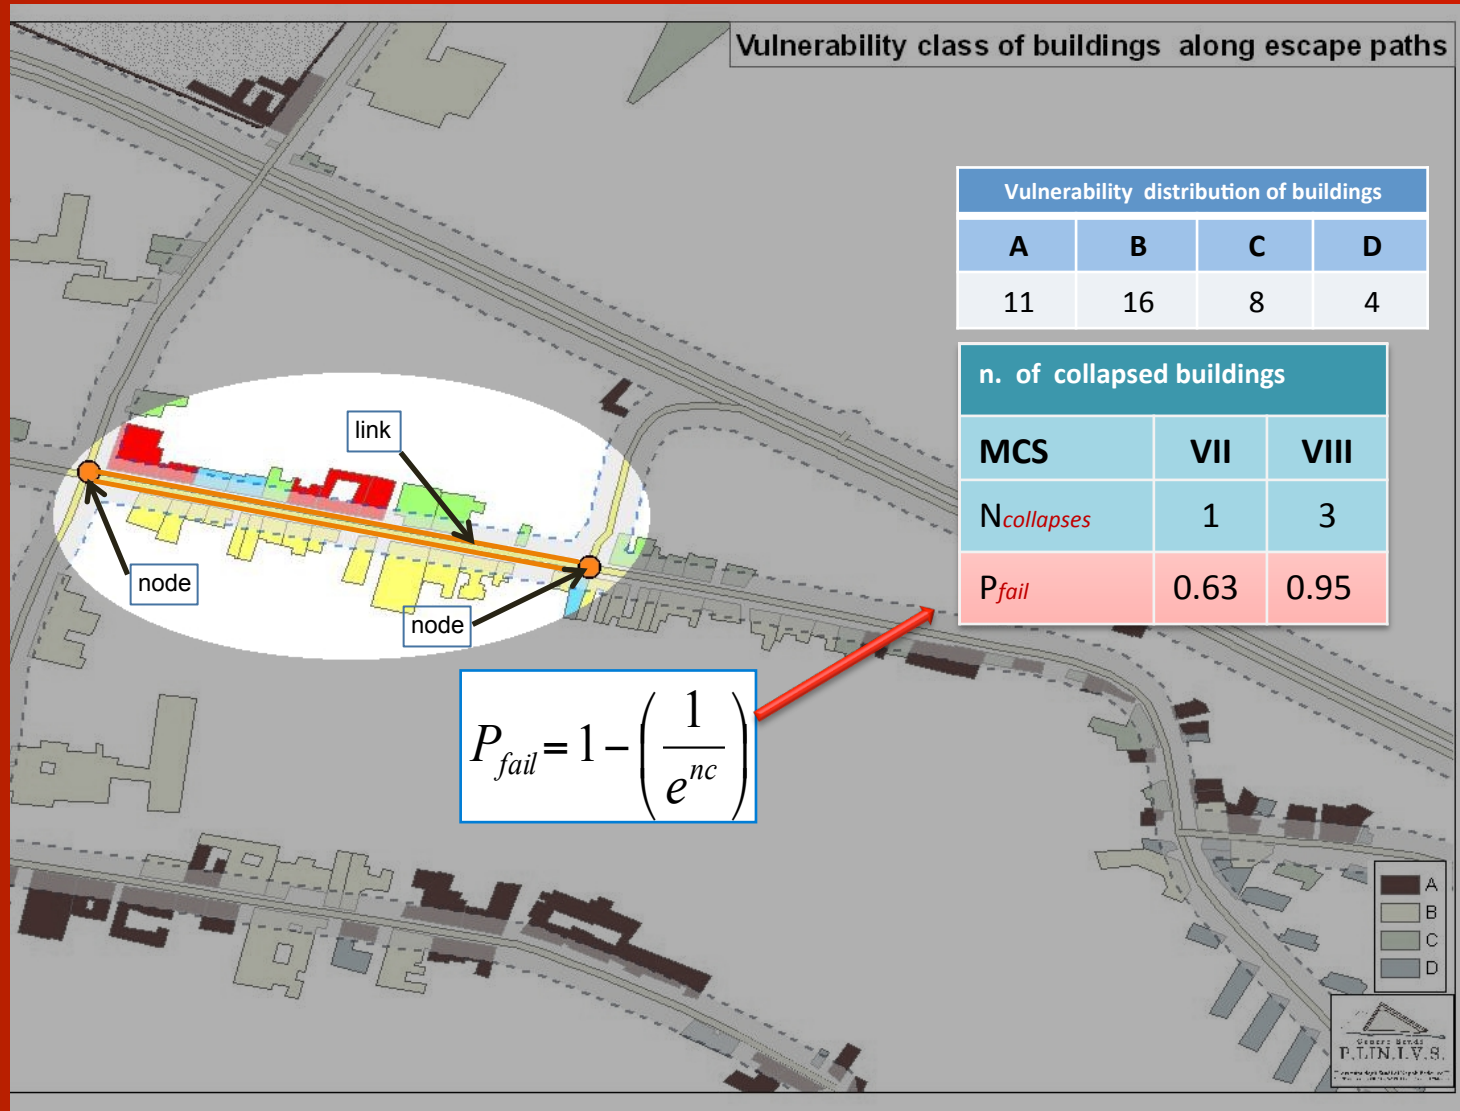 Vulnerability class of buildings along escape paths
Vulnerability distribution of buildings
A B C D
11 16 8 4
n. of collapsed buildings
MCS VII VIII
Ncollapses 1 3
Pfail 0.63 0.95
link
node
node
P_fail = 1 − (1 / e^nc)
A
B
C
D
P.LIN.I.V.S.